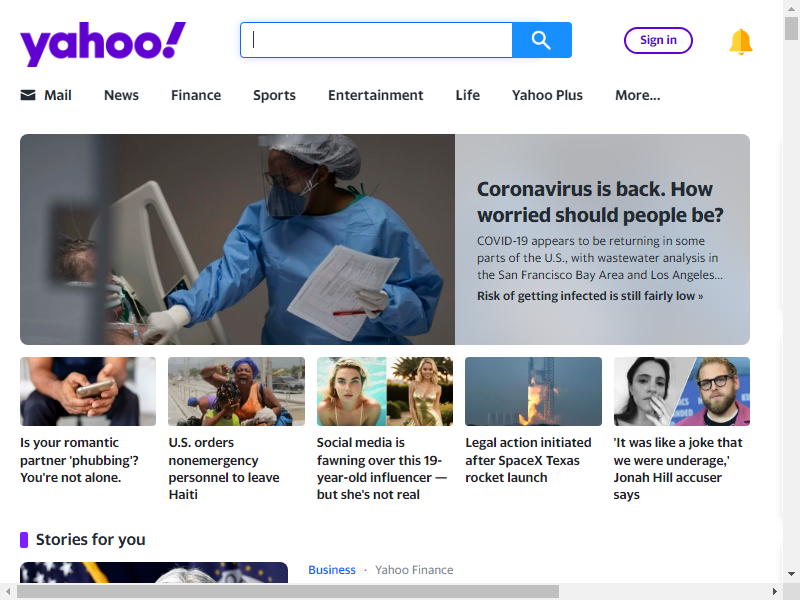 yahoo!
Sign in
Mail
News
Finance
Sports
Entertainment
Life
Yahoo Plus
More...
Coronavirus is back. How
worried should people be?
COVID-19 appears to be returning in some
parts of the U.S., with wastewater analysis in
the San Francisco Bay Area and Los Angeles...
Risk of getting infected is still fairly low »
Is your romantic
partner 'phubbing'?
You're not alone.
U.S. orders
nonemergency
personnel to leave
Haiti
Social media is
fawning over this 19-
year-old influencer —
but she's not real
Legal action initiated
after SpaceX Texas
rocket launch
'It was like a joke that
we were underage,'
Jonah Hill accuser
says
Stories for you
Business · Yahoo Finance